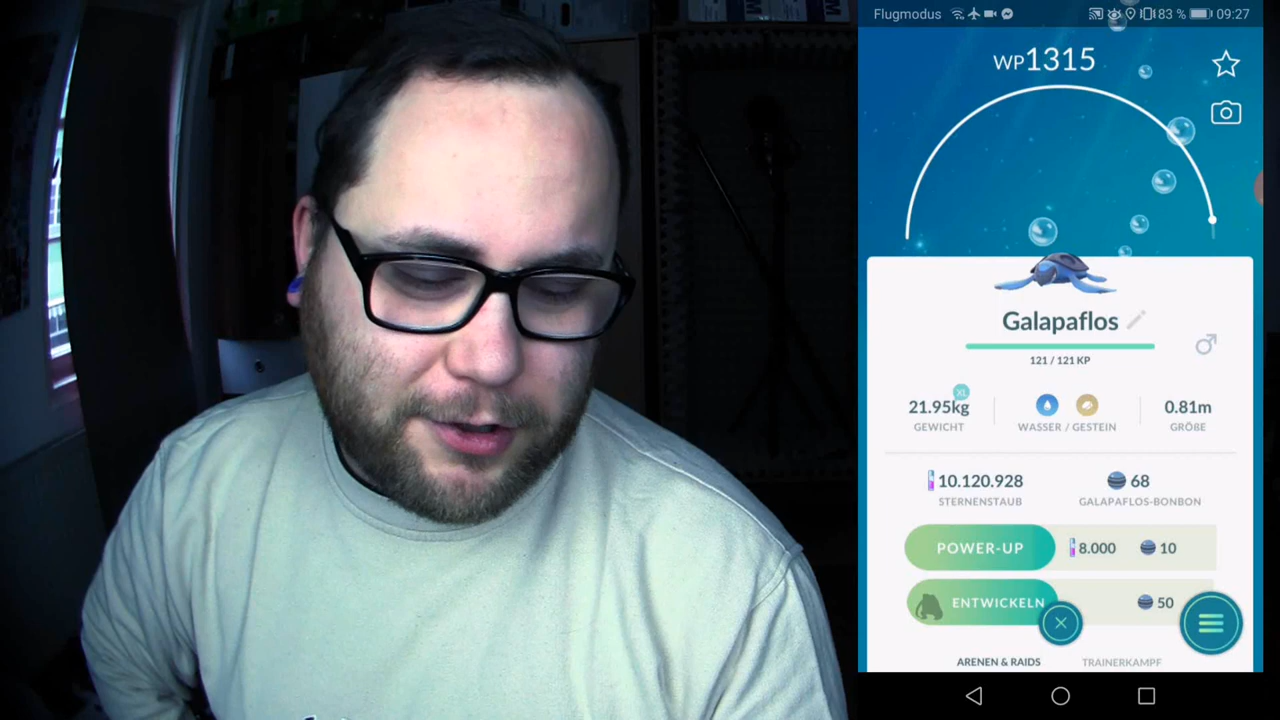 Flugmodus 83 % 09:27
WP1315
Galapaflos
121 / 121 KP
XL
21.95kg 0.81m
GEWICHT WASSER / GESTEIN GRÖßE
10.120.928 68
STERNENSTAUB GALAPAFLOS-BONBON
POWER-UP 8.000 10
ENTWICKELN 50
ARENEN & RAIDS TRAINERKAMPF